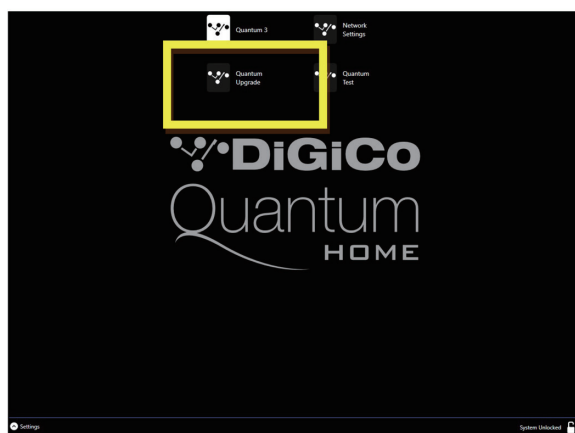 Quantum 3
Network
Settings
Quantum
Upgrade
Quantum
Test
DiGiCo
Quantum
HOME
Settings
System Unlocked